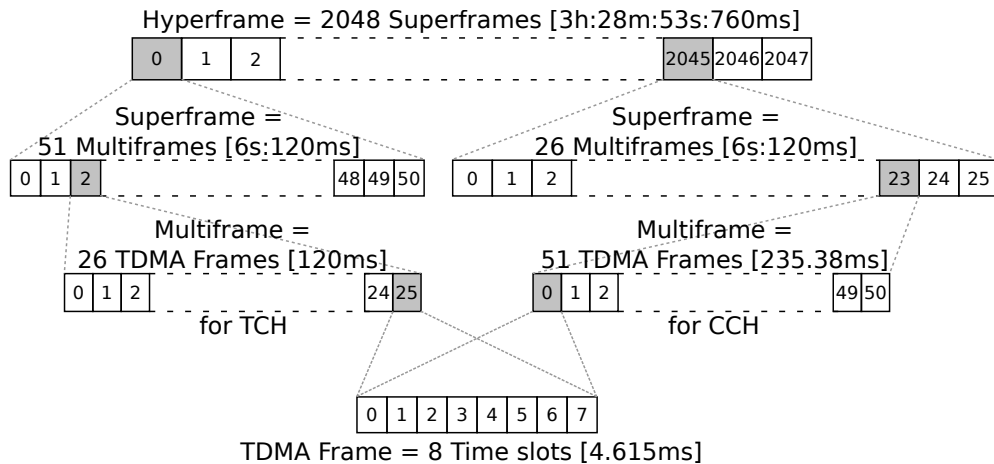 Hyperframe = 2048 Superframes [3h:28m:53s:760ms]
0 1 2 2045 2046 2047
Superframe =
51 Multiframes [6s:120ms]
Superframe =
26 Multiframes [6s:120ms]
0 1 2 48 49 50
0 1 2 23 24 25
Multiframe =
26 TDMA Frames [120ms]
Multiframe =
51 TDMA Frames [235.38ms]
0 1 2 24 25
0 1 2 49 50
for TCH
for CCH
0 1 2 3 4 5 6 7
TDMA Frame = 8 Time slots [4.615ms]